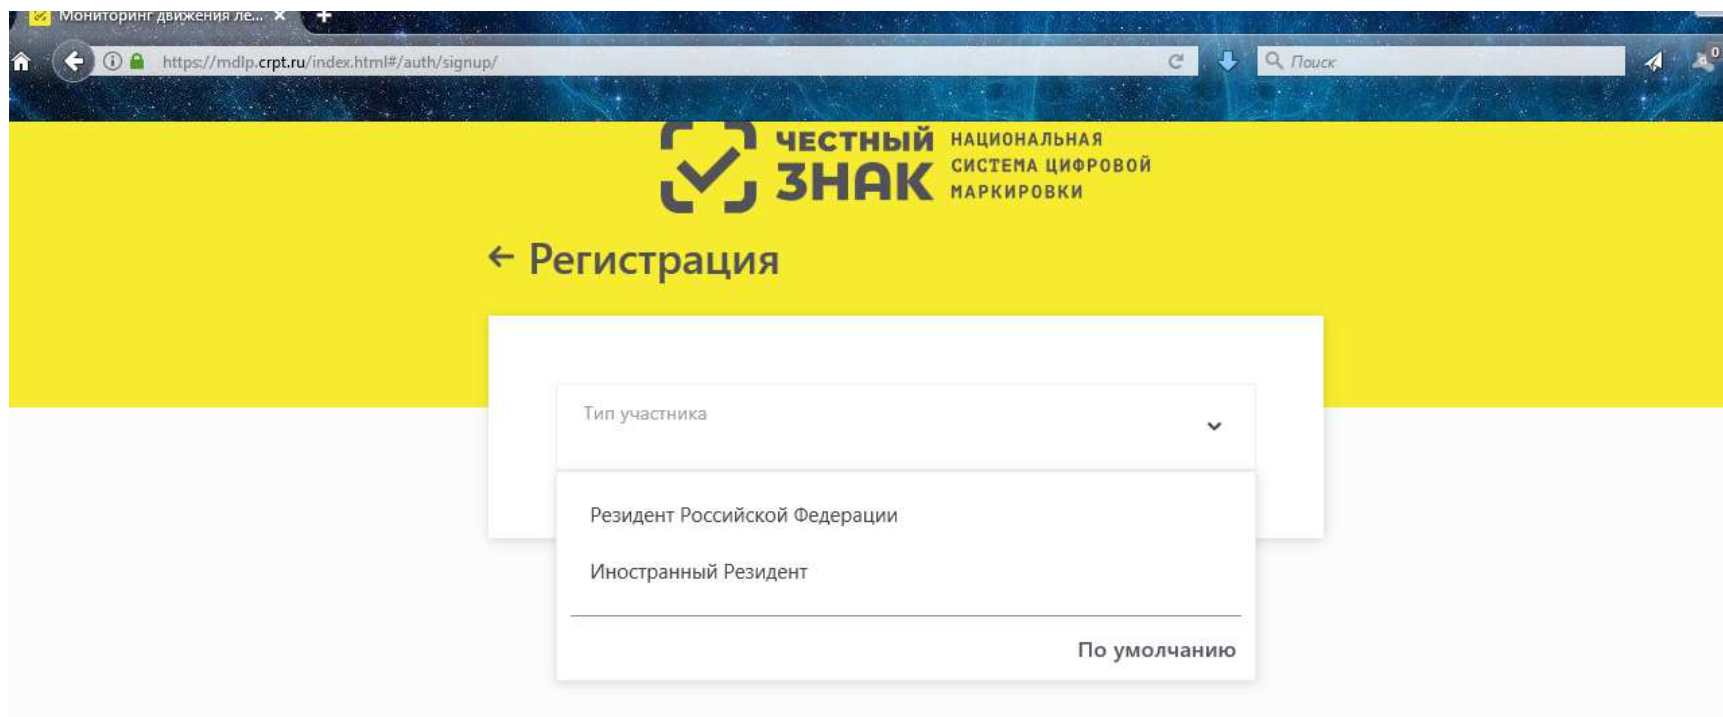 Мониторинг движения ле...
https://mdlp.crpt.ru/index.html#/auth/signup/
Поиск
0
ЧЕСТНЫЙ ЗНАК
НАЦИОНАЛЬНАЯ
СИСТЕМА ЦИФРОВОЙ
МАРКИРОВКИ
← Регистрация
Тип участника
Резидент Российской Федерации
Иностранный Резидент
По умолчанию